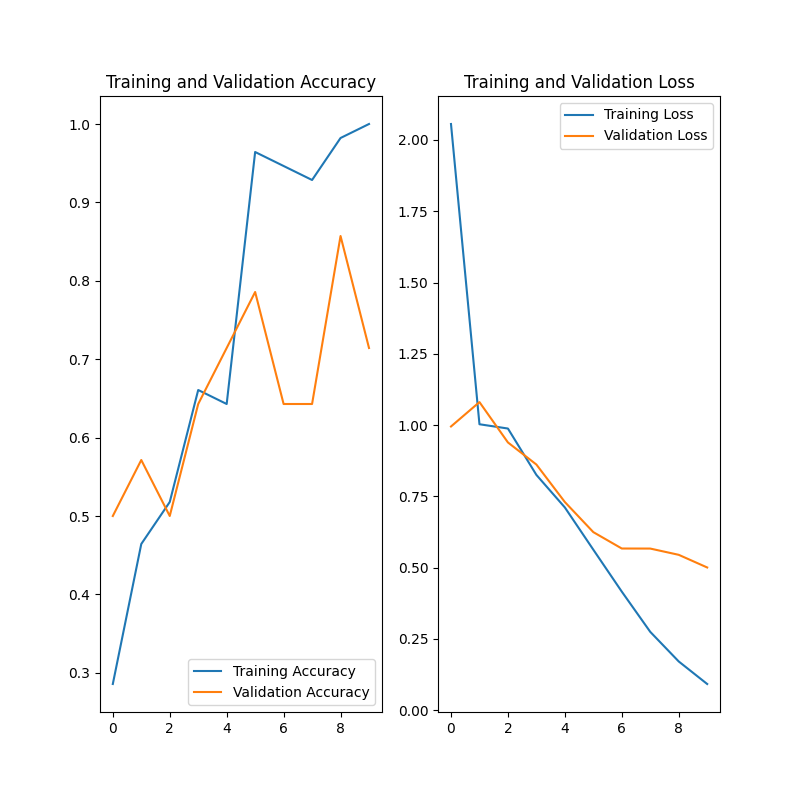 Training and Validation Accuracy
1.0
0.9
0.8
0.7
0.6
0.5
0.4
0.3
Training Accuracy
Validation Accuracy
0 2 4 6 8
Training and Validation Loss
Training Loss
Validation Loss
2.00
1.75
1.50
1.25
1.00
0.75
0.50
0.25
0.00
0 2 4 6 8